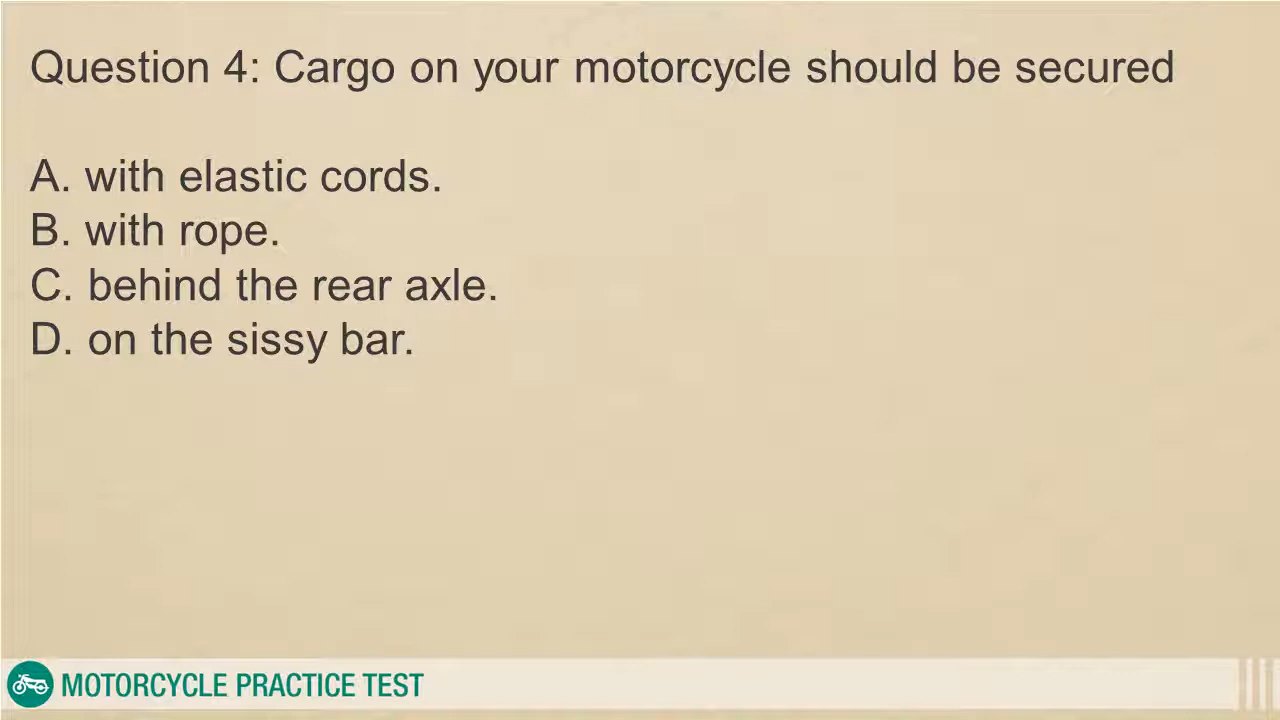 Question 4: Cargo on your motorcycle should be secured
A. with elastic cords.
B. with rope.
C. behind the rear axle.
D. on the sissy bar.
MOTORCYCLE PRACTICE TEST